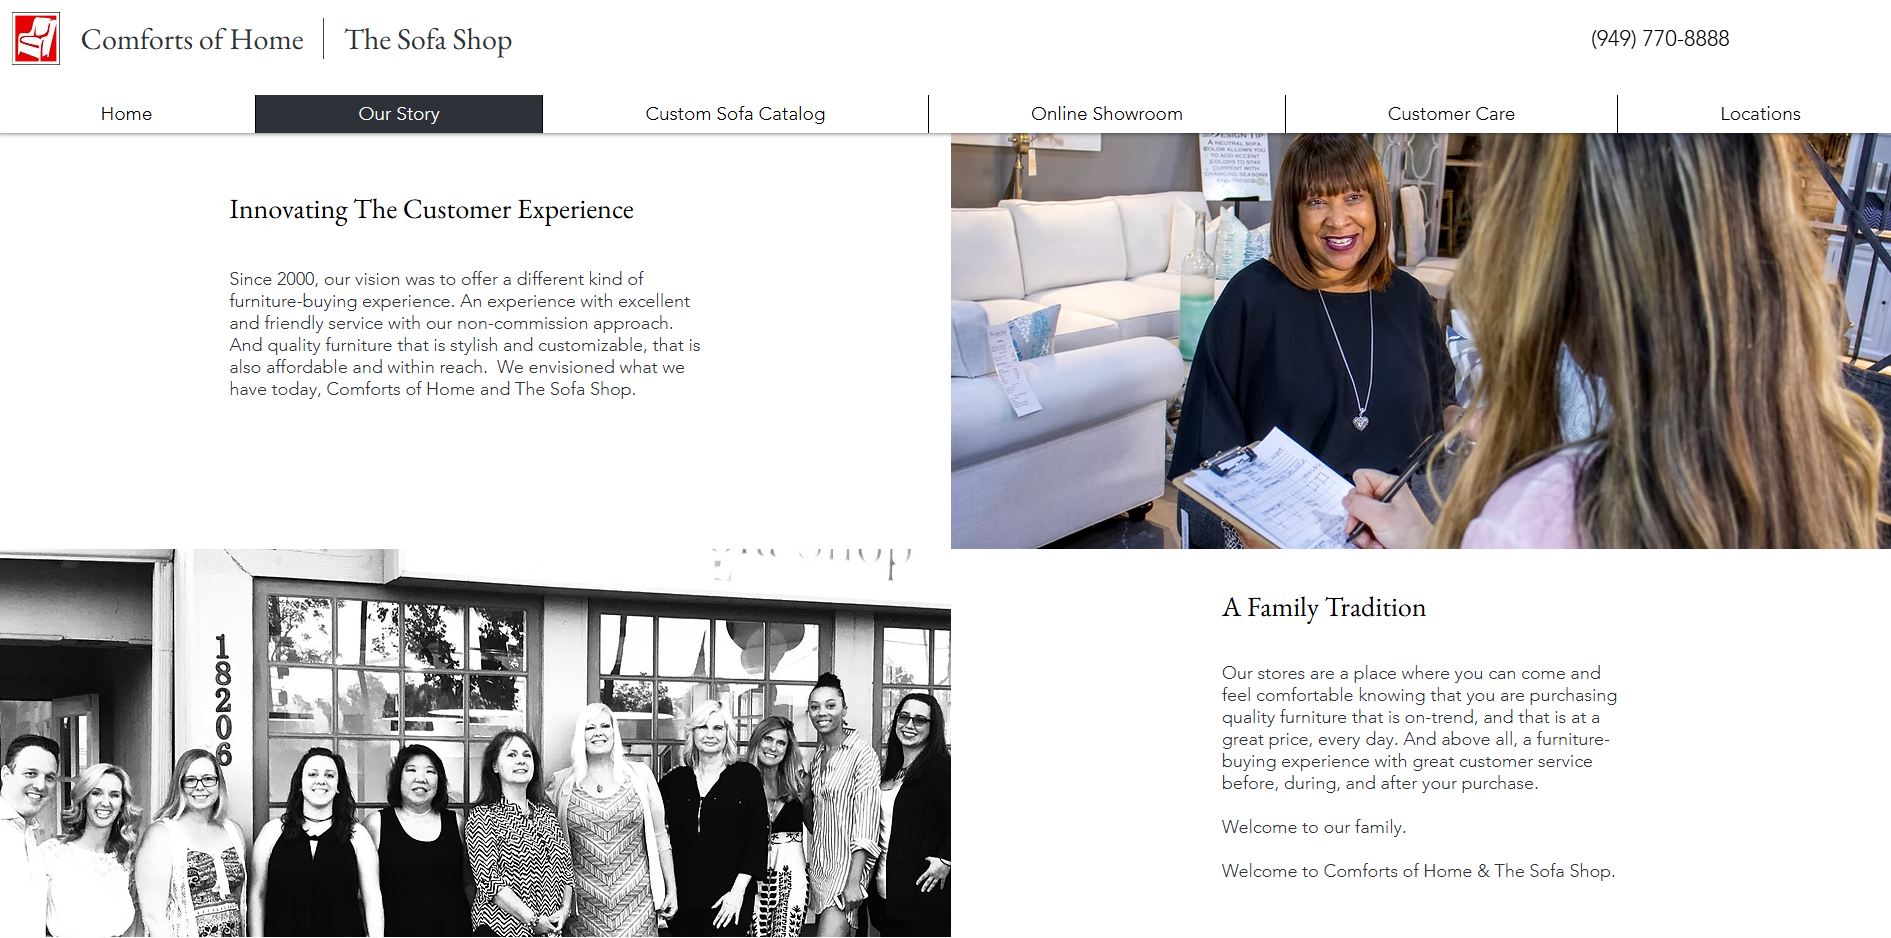 Comforts of Home
The Sofa Shop
(949) 770-8888
Home
Our Story
Custom Sofa Catalog
Online Showroom
Customer Care
Locations
Innovating The Customer Experience
Since 2000, our vision was to offer a different kind of
furniture-buying experience. An experience with excellent
and friendly service with our non-commission approach.
And quality furniture that is stylish and customizable, that is
also affordable and within reach.  We envisioned what we
have today, Comforts of Home and The Sofa Shop.
DESIGN TIP:
A NEUTRAL SOFA
COLOR ALLOWS YOU
TO ADD ACCENT
COLORS TO STAY
CURRENT WITH
CHANGING SEASONS
AND TRENDS
Shop
18206
A Family Tradition
Our stores are a place where you can come and
feel comfortable knowing that you are purchasing
quality furniture that is on-trend, and that is at a
great price, every day. And above all, a furniture-
buying experience with great customer service
before, during, and after your purchase.
Welcome to our family.
Welcome to Comforts of Home & The Sofa Shop.